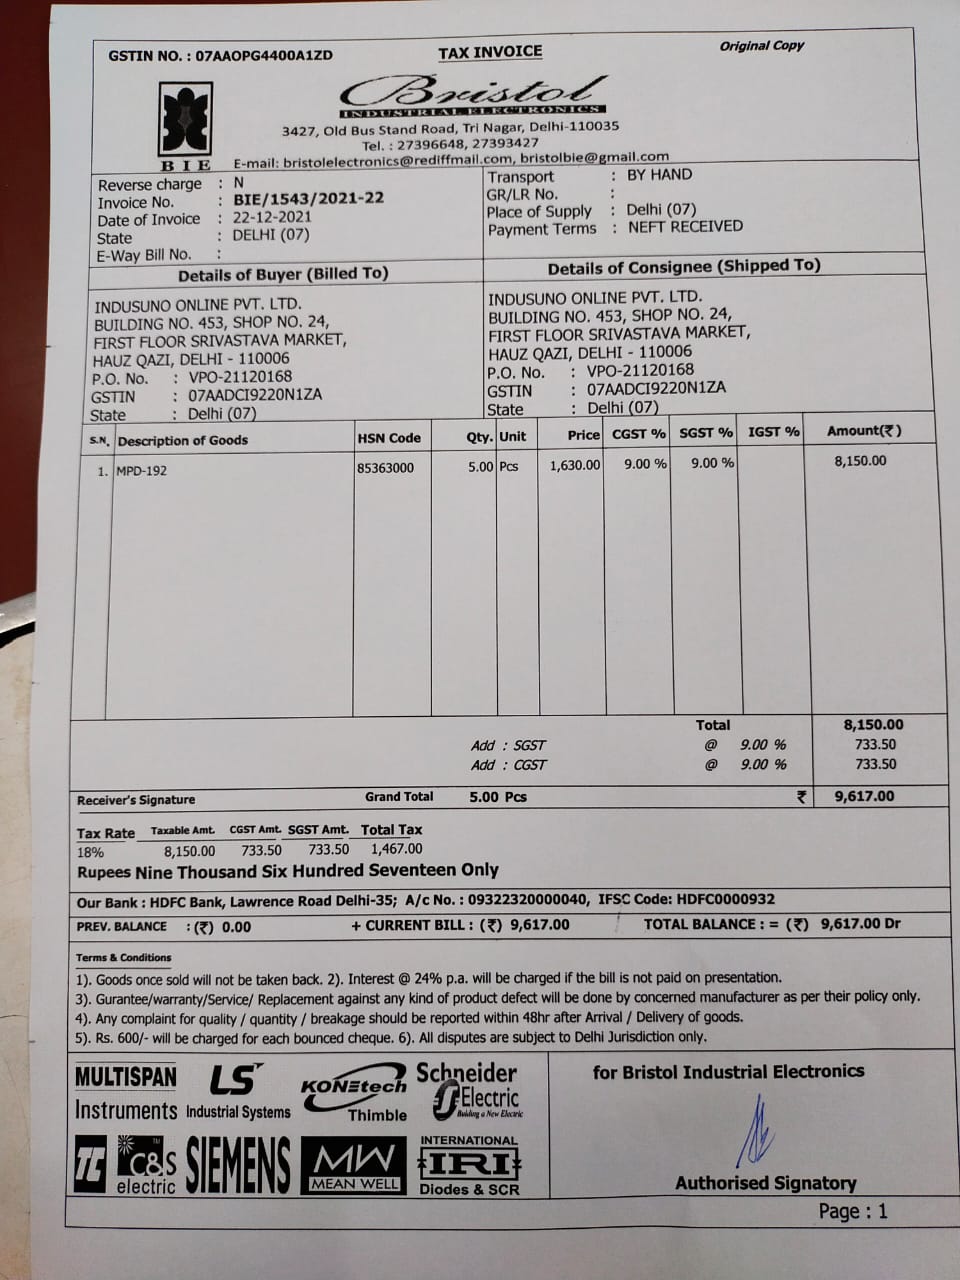 GSTIN NO. : 07AAOPG4400A1ZD
TAX INVOICE
Original Copy
BIE
Bristol
INDUSTRIAL ELECTRONICS
3427, Old Bus Stand Road, Tri Nagar, Delhi-110035
Tel. : 27396648, 27393427
E-mail: bristolelectronics@rediffmail.com, bristolbie@gmail.com
Reverse charge : N
Invoice No. : BIE/1543/2021-22
Date of Invoice : 22-12-2021
State : DELHI (07)
E-Way Bill No. :
Transport : BY HAND
GR/LR No. :
Place of Supply : Delhi (07)
Payment Terms : NEFT RECEIVED
Details of Buyer (Billed To)
INDUSUNO ONLINE PVT. LTD.
BUILDING NO. 453, SHOP NO. 24,
FIRST FLOOR SRIVASTAVA MARKET,
HAUZ QAZI, DELHI - 110006
P.O. No. : VPO-21120168
GSTIN : 07AADCI9220N1ZA
State : Delhi (07)
Details of Consignee (Shipped To)
INDUSUNO ONLINE PVT. LTD.
BUILDING NO. 453, SHOP NO. 24,
FIRST FLOOR SRIVASTAVA MARKET,
HAUZ QAZI, DELHI - 110006
P.O. No. : VPO-21120168
GSTIN : 07AADCI9220N1ZA
State : Delhi (07)
S.N. Description of Goods HSN Code Qty. Unit Price CGST % SGST % IGST % Amount(₹)
1. MPD-192 85363000 5.00 Pcs 1,630.00 9.00 % 9.00 % 8,150.00
Total 8,150.00
Add : SGST @ 9.00 % 733.50
Add : CGST @ 9.00 % 733.50
Receiver's Signature Grand Total 5.00 Pcs ₹ 9,617.00
Tax Rate Taxable Amt. CGST Amt. SGST Amt. Total Tax
18% 8,150.00 733.50 733.50 1,467.00
Rupees Nine Thousand Six Hundred Seventeen Only
Our Bank : HDFC Bank, Lawrence Road Delhi-35; A/c No. : 09322320000040, IFSC Code: HDFC0000932
PREV. BALANCE : (₹) 0.00 + CURRENT BILL : (₹) 9,617.00 TOTAL BALANCE : = (₹) 9,617.00 Dr
Terms & Conditions
1). Goods once sold will not be taken back. 2). Interest @ 24% p.a. will be charged if the bill is not paid on presentation.
3). Gurantee/warranty/Service/ Replacement against any kind of product defect will be done by concerned manufacturer as per their policy only.
4). Any complaint for quality / quantity / breakage should be reported within 48hr after Arrival / Delivery of goods.
5). Rs. 600/- will be charged for each bounced cheque. 6). All disputes are subject to Delhi Jurisdiction only.
MULTISPAN
Instruments
LS
Industrial Systems
KONEtech
Thimble
Schneider
Electric
Building a New Electric
TC
C&S
electric
SIEMENS
MW
MEAN WELL
INTERNATIONAL
IRI
Diodes & SCR
for Bristol Industrial Electronics
Authorised Signatory
Page : 1